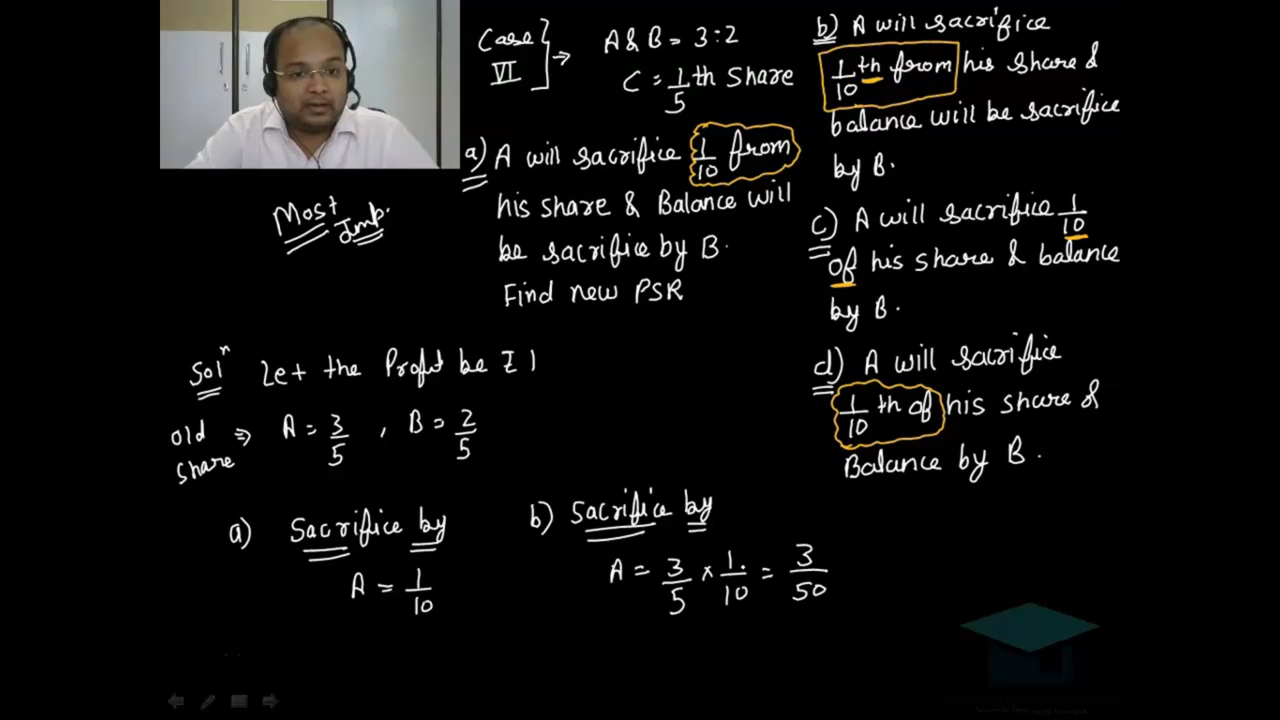 Case
VI
A & B = 3:2
C = 1/5 th Share
a) A will sacrifice 1/10 from
his share & Balance will
be sacrifice by B.
Find new PSR
Most
Imp.
b) A will sacrifice
1/10 th from his share &
balance will be sacrifice
by B.
c) A will sacrifice 1/10
of his share & balance
by B.
d) A will sacrifice
1/10 th of his share &
Balance by B.
Solⁿ Let the Profit be ₹ 1
old share ⇒ A = 3/5 , B = 2/5
a) Sacrifice by
A = 1/10
b) Sacrifice by
A = 3/5 × 1/10 = 3/50